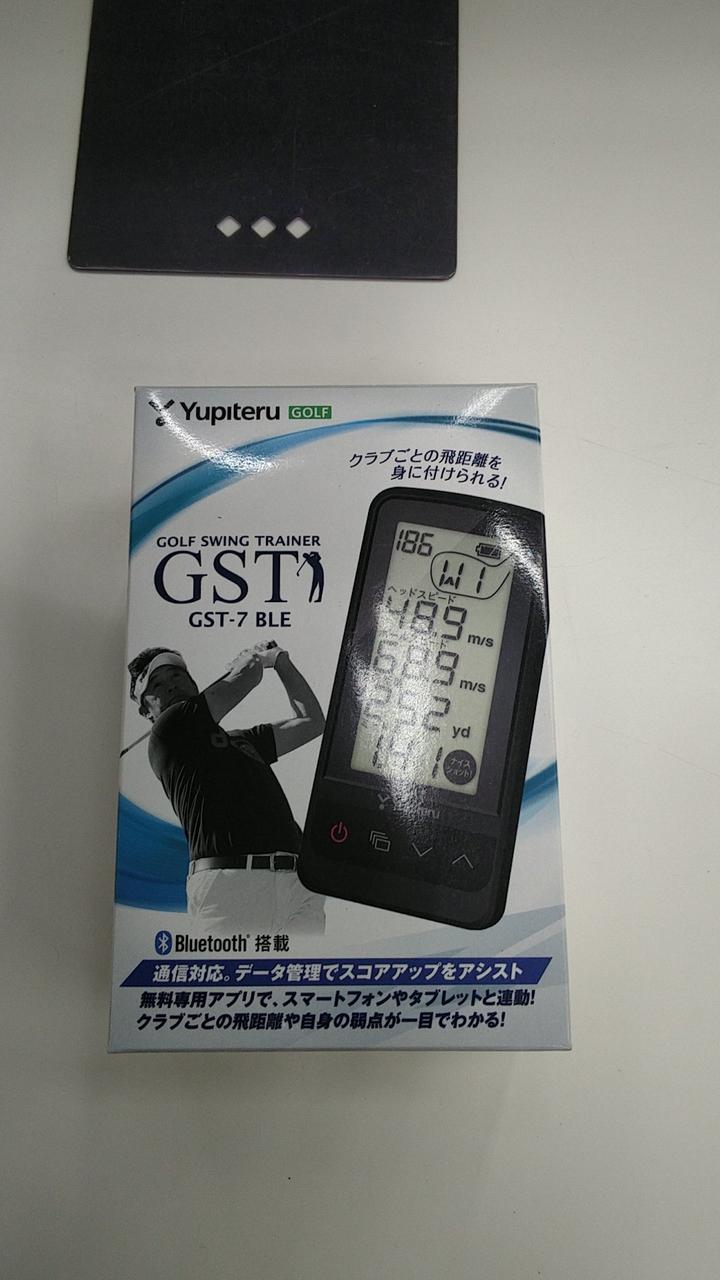 Yupiteru GOLF
クラブごとの飛距離を
身に付けられる!
GOLF SWING TRAINER
GST
GST-7 BLE
186
W1
ヘッドスピード
48.9 m/s
68.9 m/s
252 yd
1.41
ナイス
ショット!
Bluetooth® 搭載
通信対応。データ管理でスコアアップをアシスト
無料専用アプリで、スマートフォンやタブレットと連動!
クラブごとの飛距離や自身の弱点が一目でわかる!